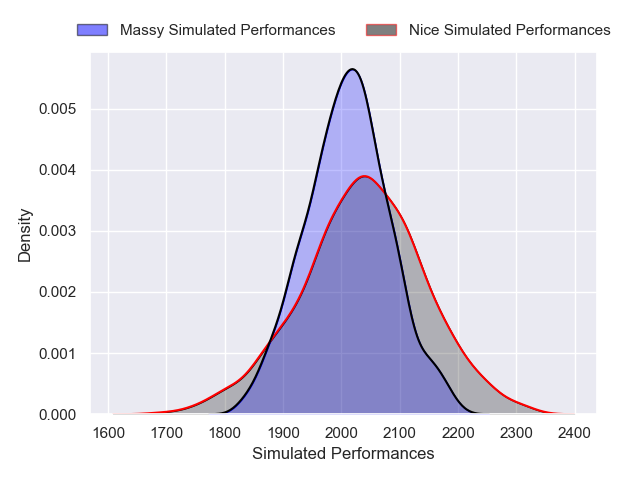 Massy Simulated Performances Nice Simulated Performances
0.005
0.004
0.003
0.002
0.001
0.000
Density
1600 1700 1800 1900 2000 2100 2200 2300 2400
Simulated Performances